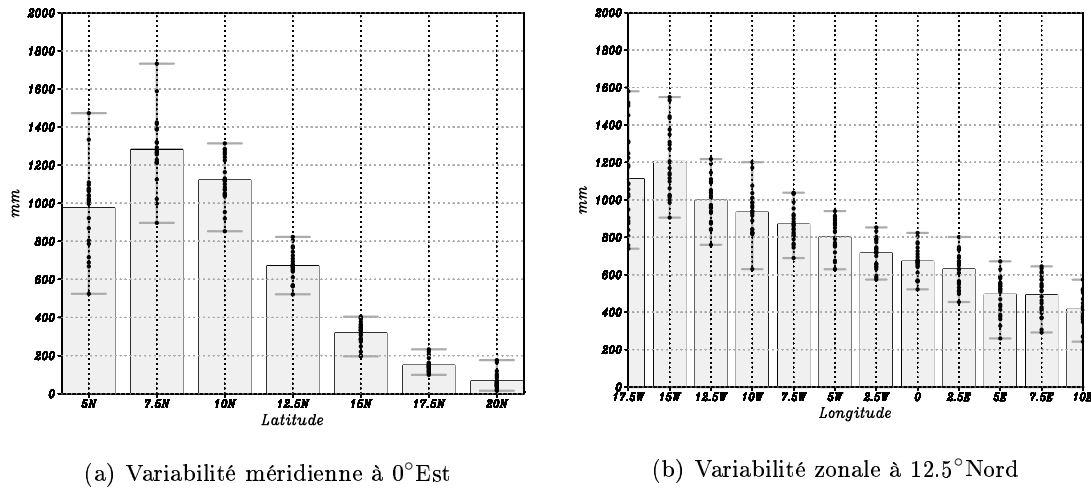 2000
1800
1600
1400
1200
1000
800
600
400
200
0
mm
5N 7.5N 10N 12.5N 15N 17.5N 20N
Latitude
(a) Variabilité méridienne à 0°Est
2000
1800
1600
1400
1200
1000
800
600
400
200
0
mm
17.5W 15W 12.5W 10W 7.5W 5W 2.5W 0 2.5E 5E 7.5E 10E
Longitude
(b) Variabilité zonale à 12.5°Nord